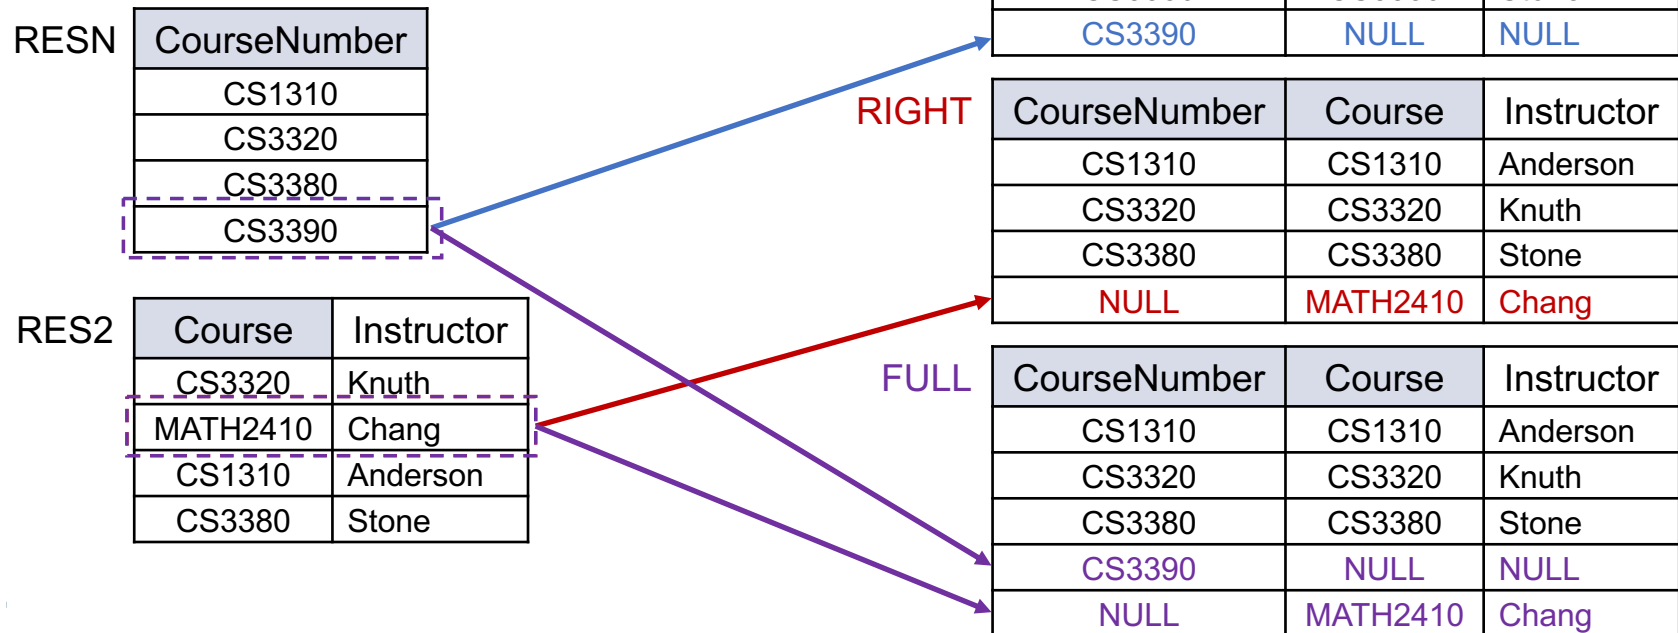 RESN
CourseNumber
CS1310
CS3320
CS3380
CS3390
RES2
Course Instructor
CS3320 Knuth
MATH2410 Chang
CS1310 Anderson
CS3380 Stone
CS3390 NULL NULL
RIGHT
CourseNumber Course Instructor
CS1310 CS1310 Anderson
CS3320 CS3320 Knuth
CS3380 CS3380 Stone
NULL MATH2410 Chang
FULL
CourseNumber Course Instructor
CS1310 CS1310 Anderson
CS3320 CS3320 Knuth
CS3380 CS3380 Stone
CS3390 NULL NULL
NULL MATH2410 Chang